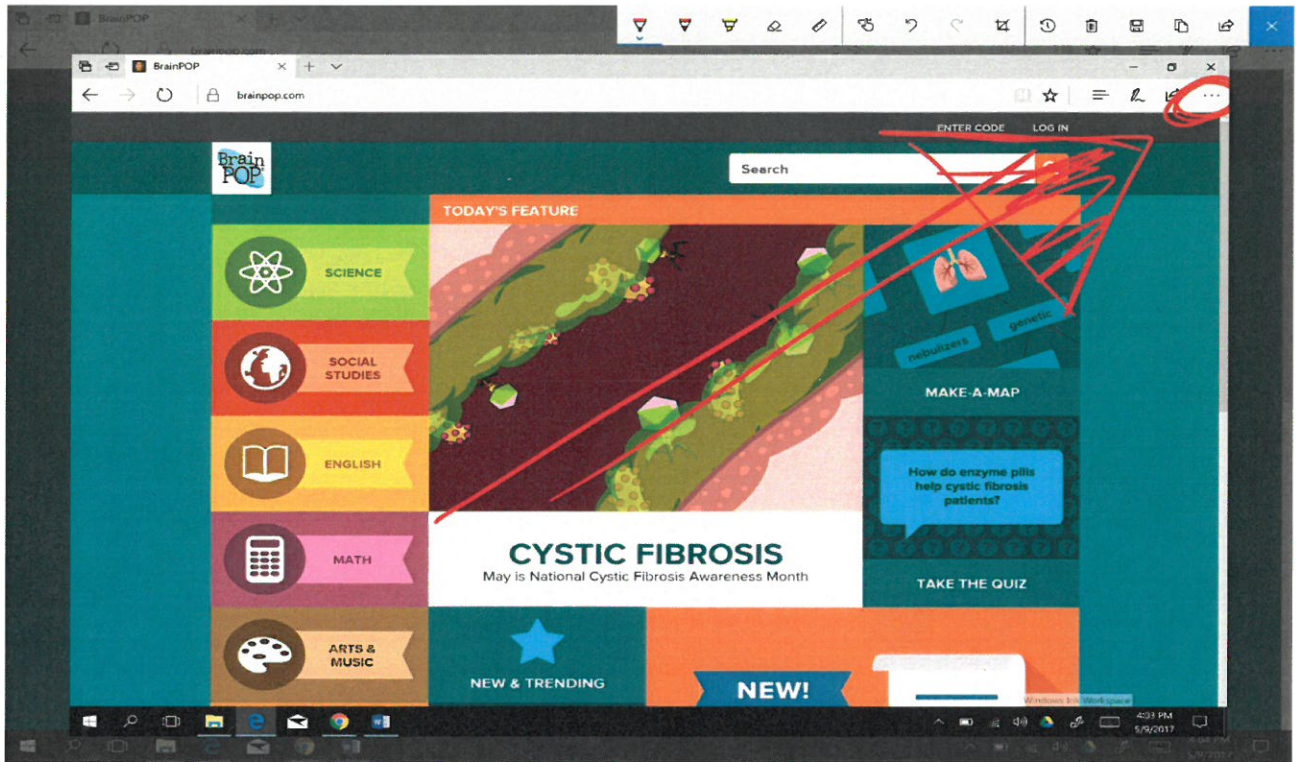 BrainPOP
BrainPOP
brainpop.com
ENTER CODE LOG IN
Brain
POP
Search
TODAY'S FEATURE
SCIENCE
SOCIAL
STUDIES
ENGLISH
MATH
ARTS &
MUSIC
nebulizers
genetic
MAKE-A-MAP
How do enzyme pills
help cystic fibrosis
patients?
TAKE THE QUIZ
CYSTIC FIBROSIS
May is National Cystic Fibrosis Awareness Month
NEW & TRENDING
NEW!
Windows Ink Workspace
4:03 PM
5/9/2017